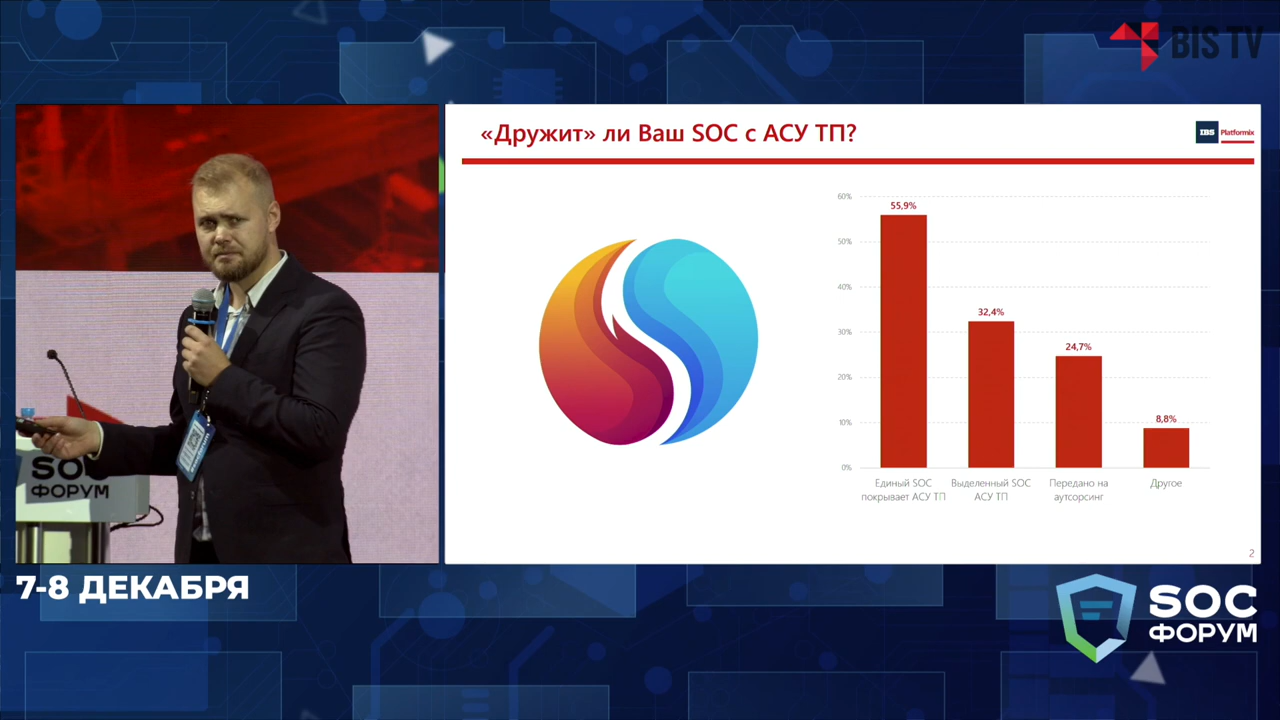 BIS TV
«Дружит» ли Ваш SOC с АСУ ТП?
IBS Platformix
60%
50%
40%
30%
20%
10%
0%
55,9%
32,4%
24,7%
8,8%
Единый SOC
покрывает АСУ ТП
Выделенный SOC
АСУ ТП
Передано на
аутсорсинг
Другое
2
SOC
ФОРУМ
7-8 ДЕКАБРЯ
SOC
ФОРУМ